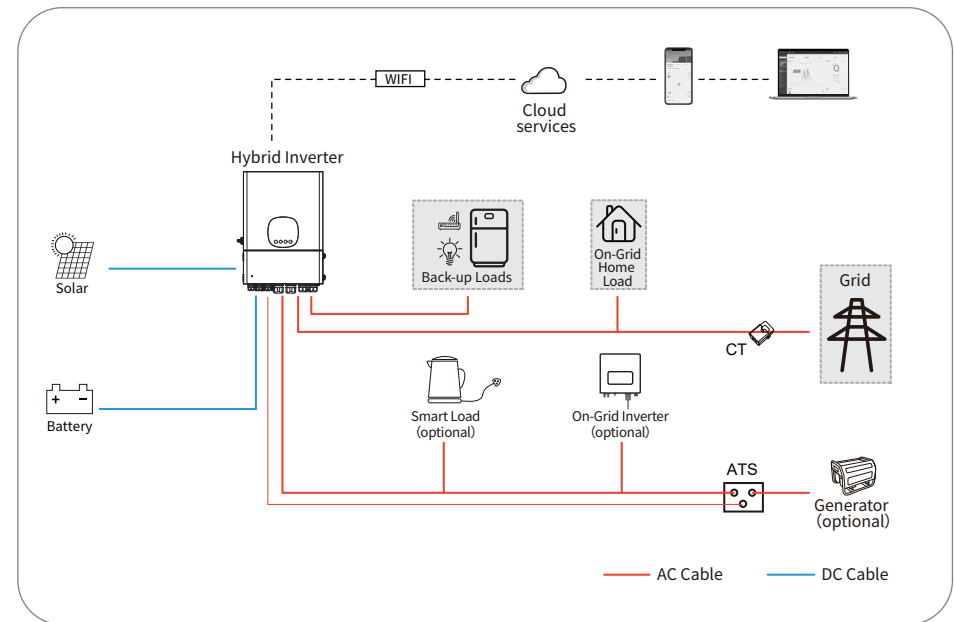 WIFI
Cloud
services
Hybrid Inverter
Solar
Back-up Loads
On-Grid
Home
Load
Grid
CT
+ −
Battery
Smart Load
(optional)
On-Grid Inverter
(optional)
ATS
Generator
(optional)
AC Cable
DC Cable